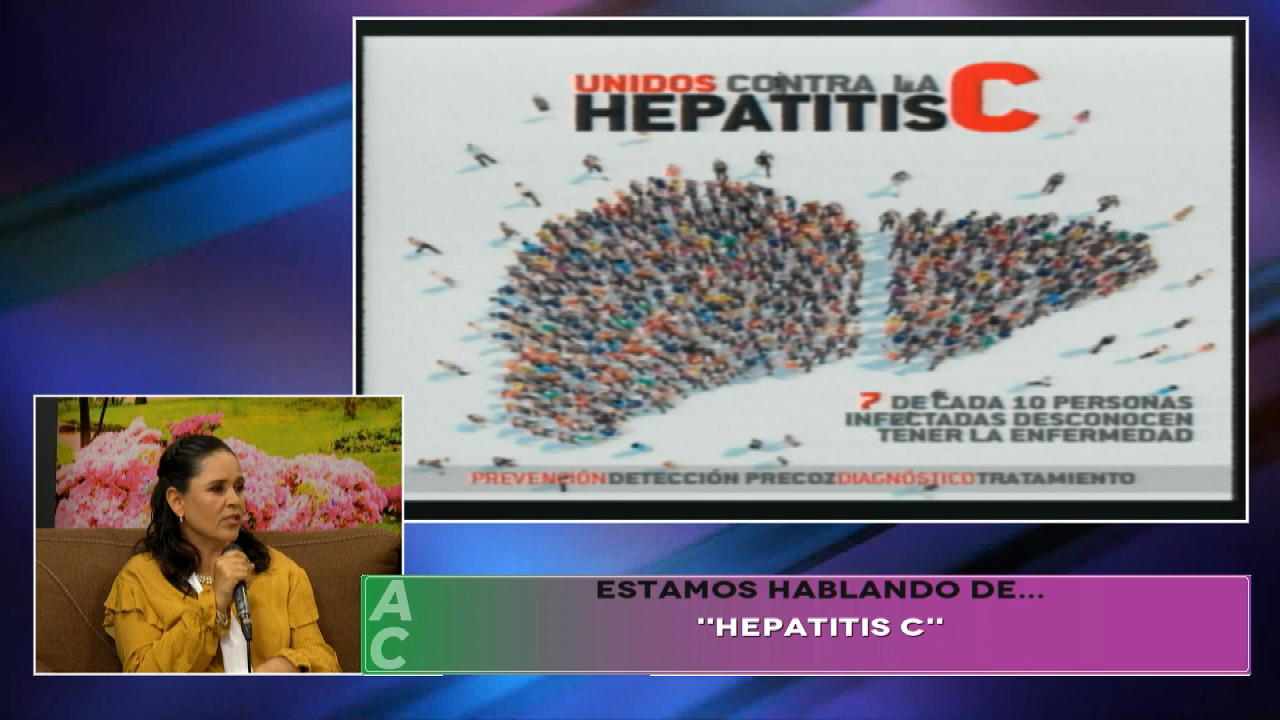 UNIDOS CONTRA LA
HEPATITIS C
7 DE CADA 10 PERSONAS
INFECTADAS DESCONOCEN
TENER LA ENFERMEDAD
PREVENCIÓN DETECCIÓN PRECOZ DIAGNÓSTICO TRATAMIENTO
AC
ESTAMOS HABLANDO DE...
"HEPATITIS C"